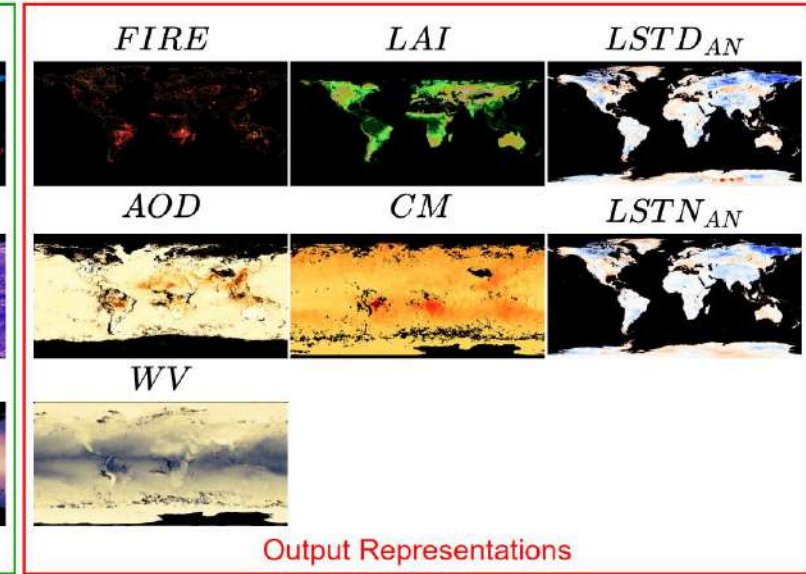 FIRE LAI LSTD_AN
AOD CM LSTN_AN
WV
Output Representations